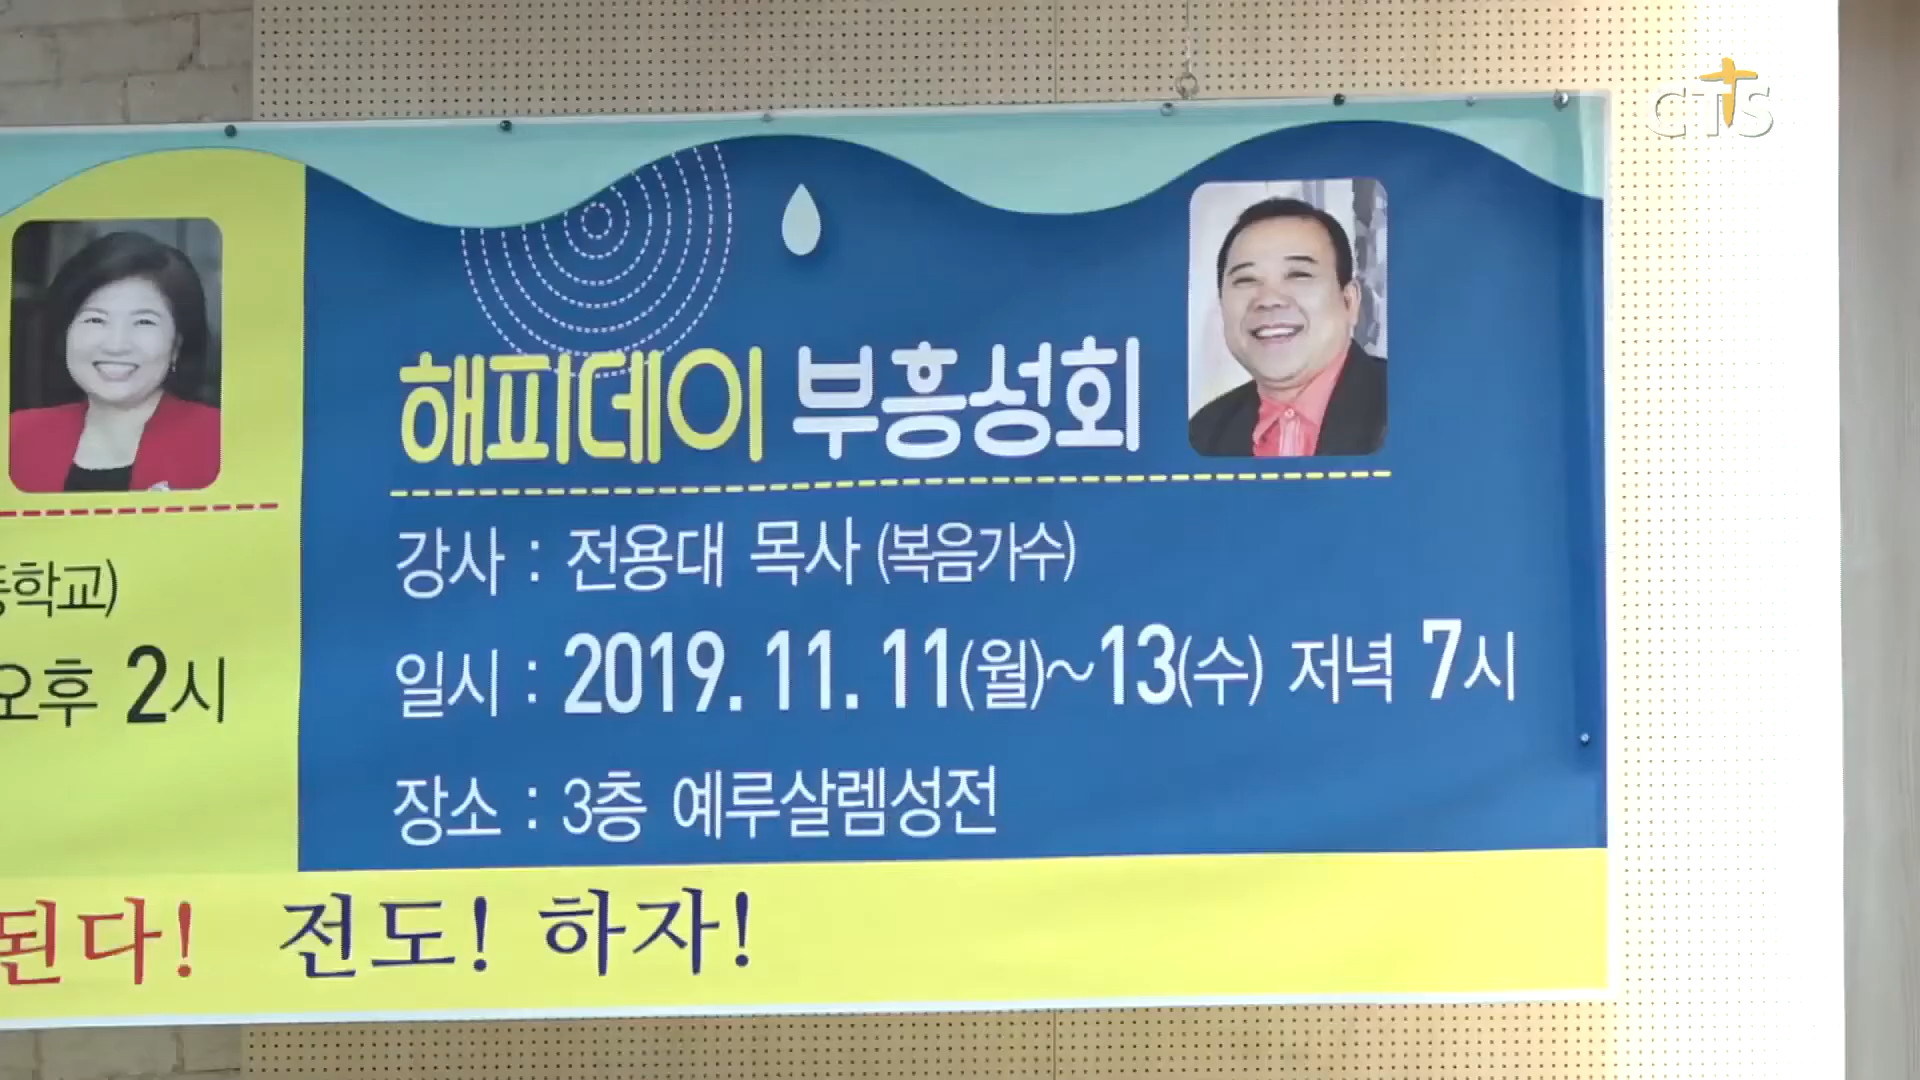 CTS
해피데이 부흥성회
강사 : 전용대 목사 (복음가수)
일시 : 2019. 11. 11(월)~13(수) 저녁 7시
장소 : 3층 예루살렘성전
등학교)
오후 2시
된다! 전도! 하자!